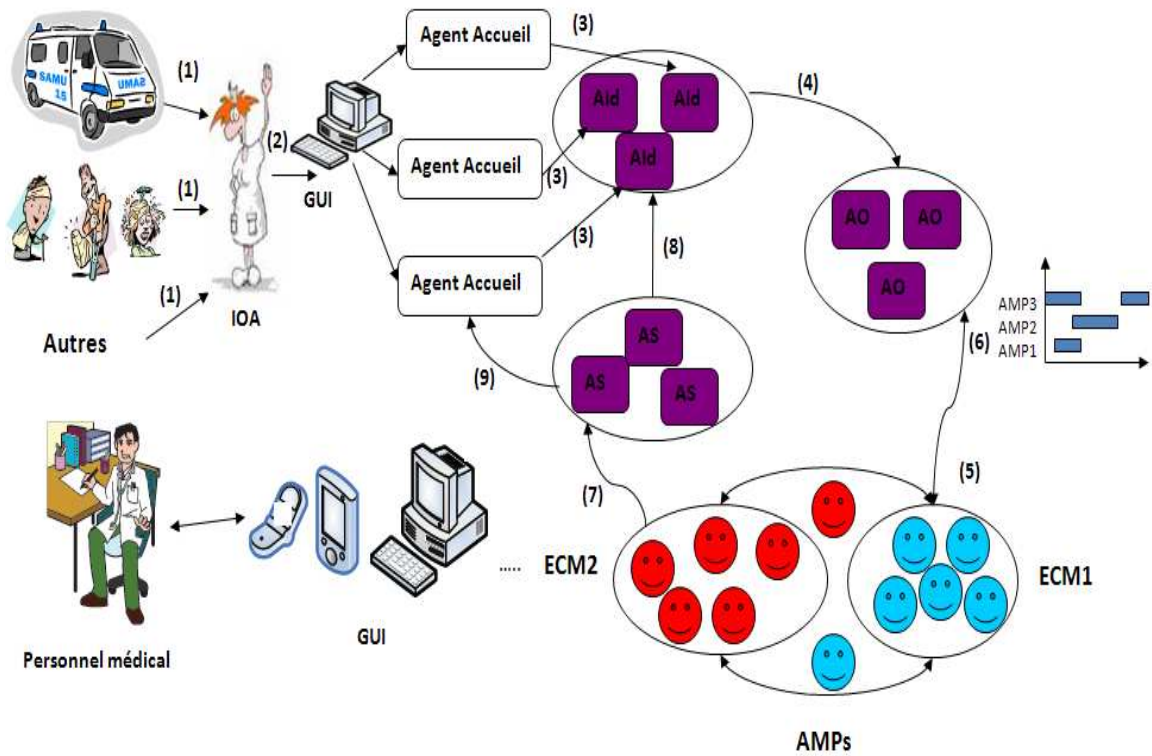 SAMU
15
SAMU
(1)
(1)
(1)
Autres
IOA
(2)
GUI
Agent Accueil
Agent Accueil
Agent Accueil
(3)
(3)
(3)
AId
AId
AId
(4)
AO
AO
AO
(8)
(9)
AS
AS
AS
(6)
AMP3
AMP2
AMP1
(5)
(7)
Personnel médical
GUI
.....
ECM2
ECM1
AMPs